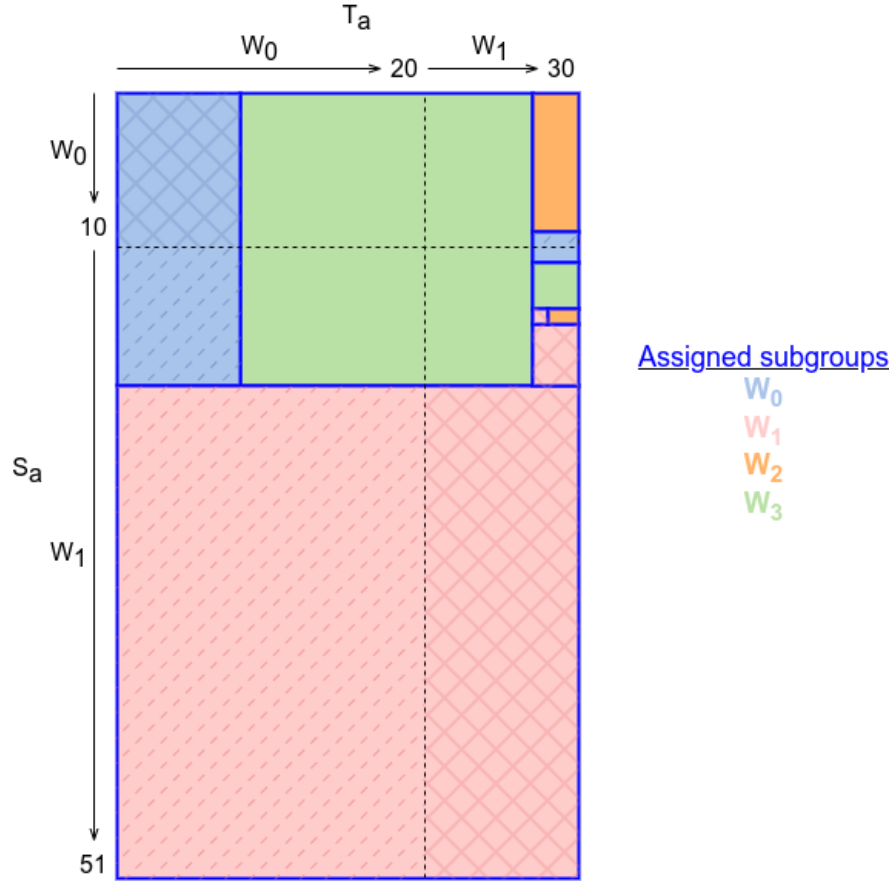 Tₐ
W₀ 20 W₁ 30
W₀
10
Sₐ
W₁
51
Assigned subgroups
W₀
W₁
W₂
W₃